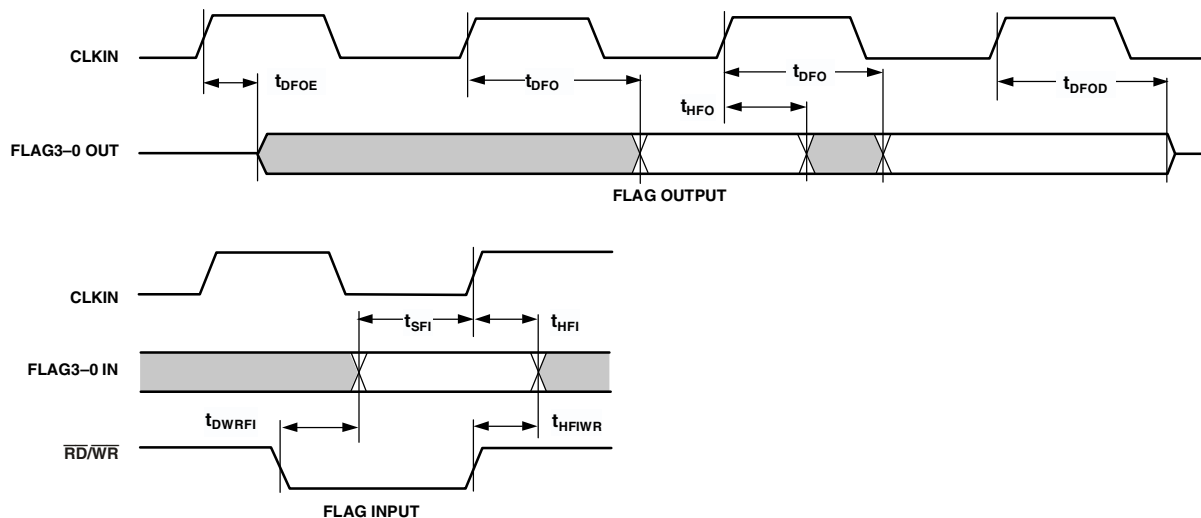 CLKIN
tDFOE
tDFO
tDFO
tHFO
tDFOD
FLAG3–0 OUT
FLAG OUTPUT
CLKIN
tSFI
tHFI
FLAG3–0 IN
tDWRFI
tHFIWR
RD/WR
FLAG INPUT